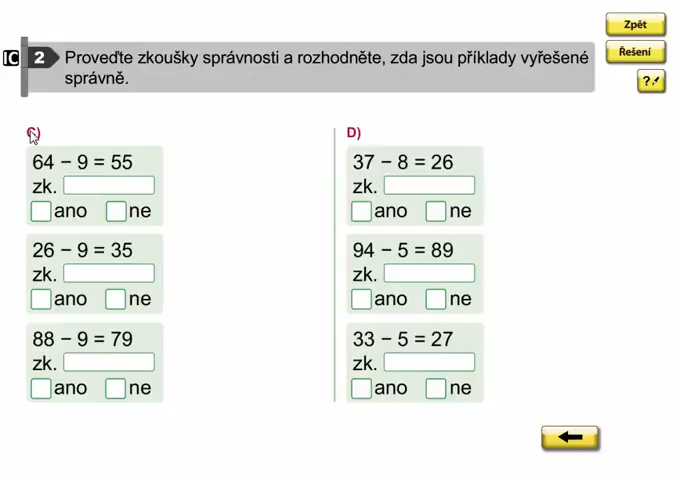 Zpět
Řešení
?
2 Proveďte zkoušky správnosti a rozhodněte, zda jsou příklady vyřešené
správně.
C)
64 − 9 = 55
zk.
ano ne
26 − 9 = 35
zk.
ano ne
88 − 9 = 79
zk.
ano ne
D)
37 − 8 = 26
zk.
ano ne
94 − 5 = 89
zk.
ano ne
33 − 5 = 27
zk.
ano ne